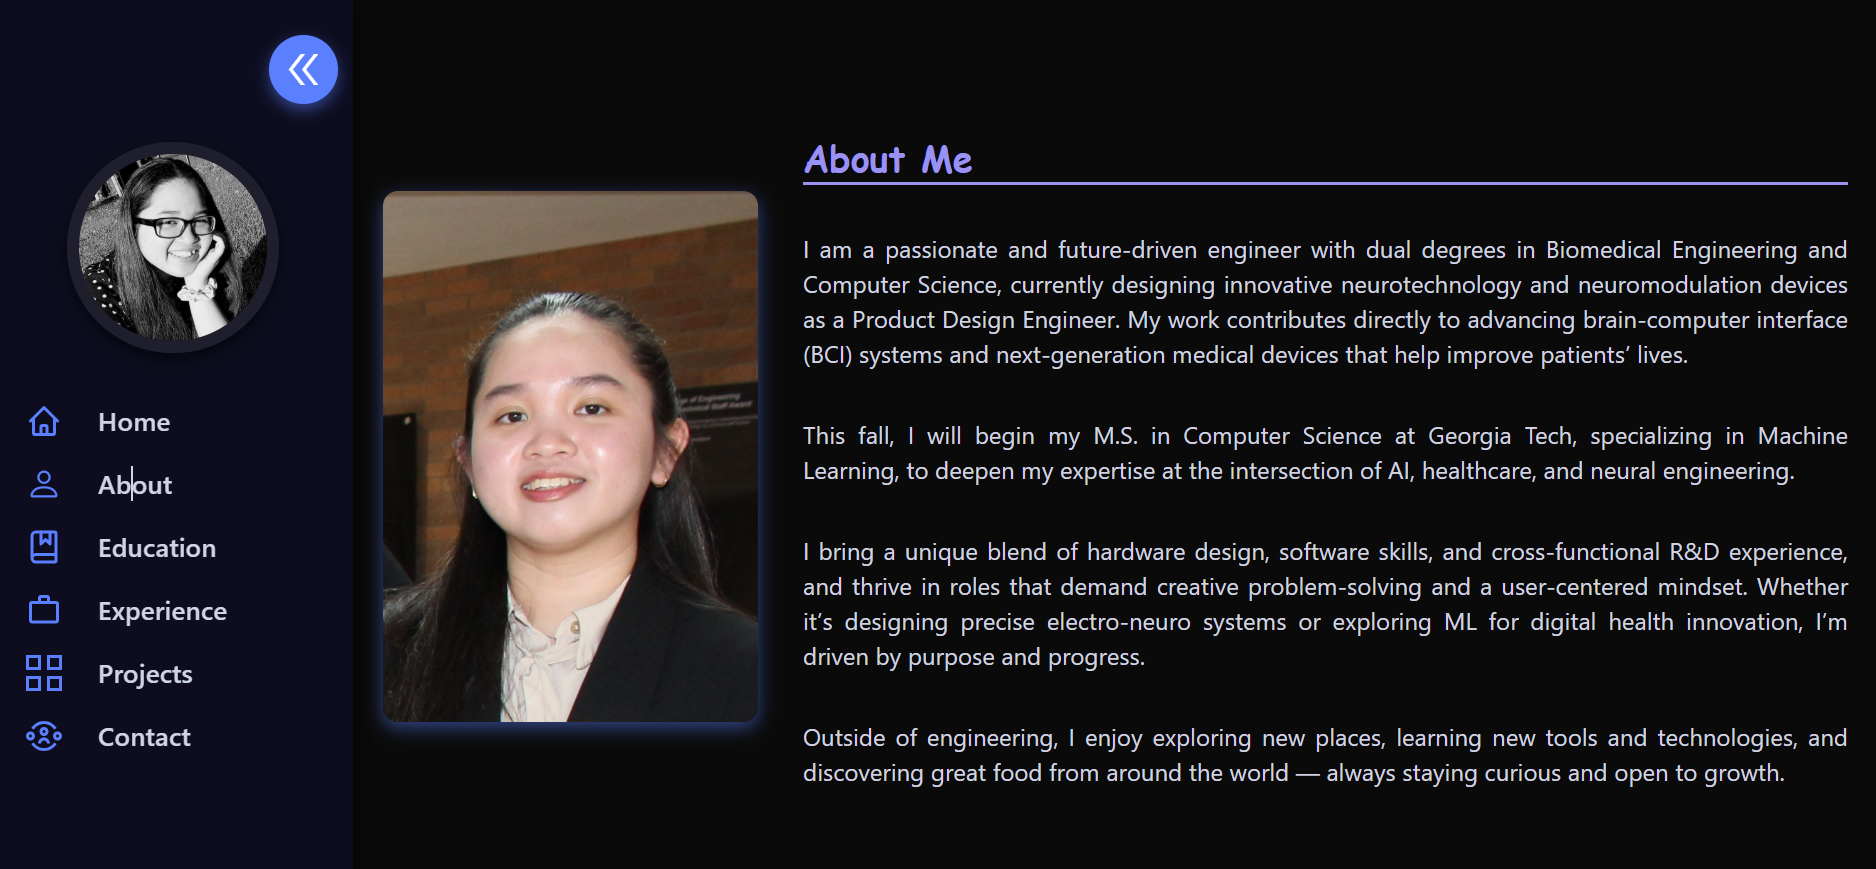 Home
About
Education
Experience
Projects
Contact
About Me
I am a passionate and future-driven engineer with dual degrees in Biomedical Engineering and
Computer Science, currently designing innovative neurotechnology and neuromodulation devices
as a Product Design Engineer. My work contributes directly to advancing brain-computer interface
(BCI) systems and next-generation medical devices that help improve patients’ lives.
This fall, I will begin my M.S. in Computer Science at Georgia Tech, specializing in Machine
Learning, to deepen my expertise at the intersection of AI, healthcare, and neural engineering.
I bring a unique blend of hardware design, software skills, and cross-functional R&D experience,
and thrive in roles that demand creative problem-solving and a user-centered mindset. Whether
it’s designing precise electro-neuro systems or exploring ML for digital health innovation, I’m
driven by purpose and progress.
Outside of engineering, I enjoy exploring new places, learning new tools and technologies, and
discovering great food from around the world — always staying curious and open to growth.
of Engineering
Staff Award